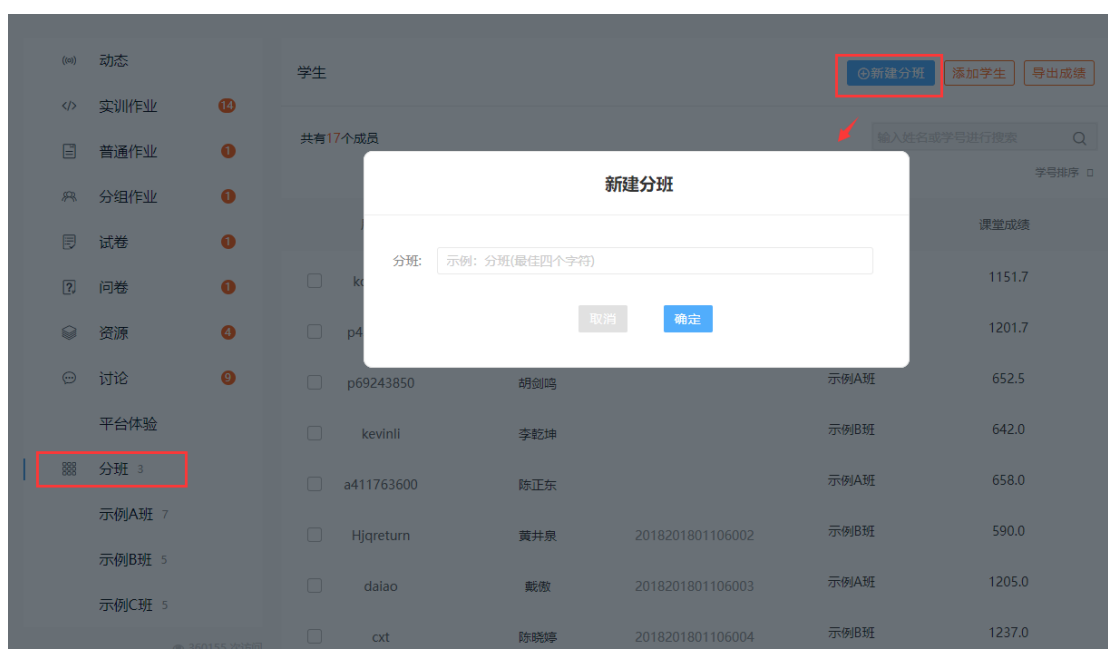 动态
实训作业 14
普通作业 1
分组作业 1
试卷 1
问卷 1
资源 4
讨论 9
平台体验
分班 3
示例A班 7
示例B班 5
示例C班 5
学生
新建分班 添加学生 导出成绩
共有17个成员
输入姓名或学号进行搜索
学号排序
新建分班
分班: 示例：分班(最佳四个字符)
取消 确定
课堂成绩
1151.7
p4 1201.7
p69243850 胡剑鸣 示例A班 652.5
kevinli 李乾坤 示例B班 642.0
a411763600 陈正东 示例A班 658.0
Hjqreturn 黄井泉 2018201801106002 示例B班 590.0
daiao 戴傲 2018201801106003 示例A班 1205.0
cxt 陈晓婷 2018201801106004 示例B班 1237.0